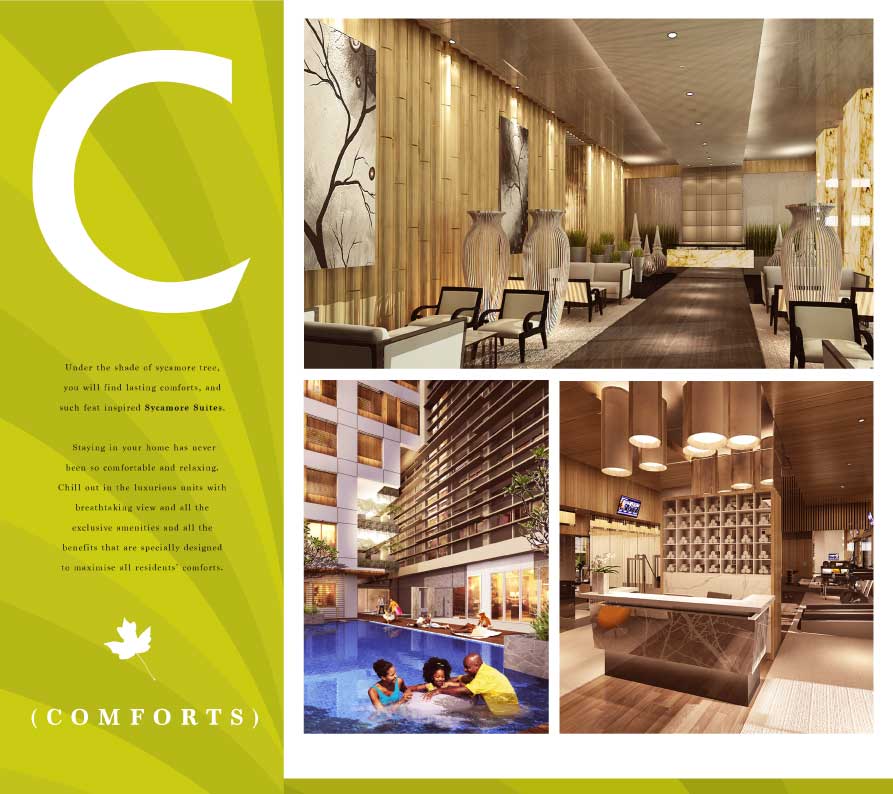 C
Under the shade of sycamore tree,
you will find lasting comforts, and
such feat inspired Sycamore Suites.
Staying in your home has never
been so comfortable and relaxing.
Chill out in the luxurious units with
breathtaking view and all the
exclusive amenities and all the
benefits that are specially designed
to maximise all residents' comforts.
(COMFORTS)